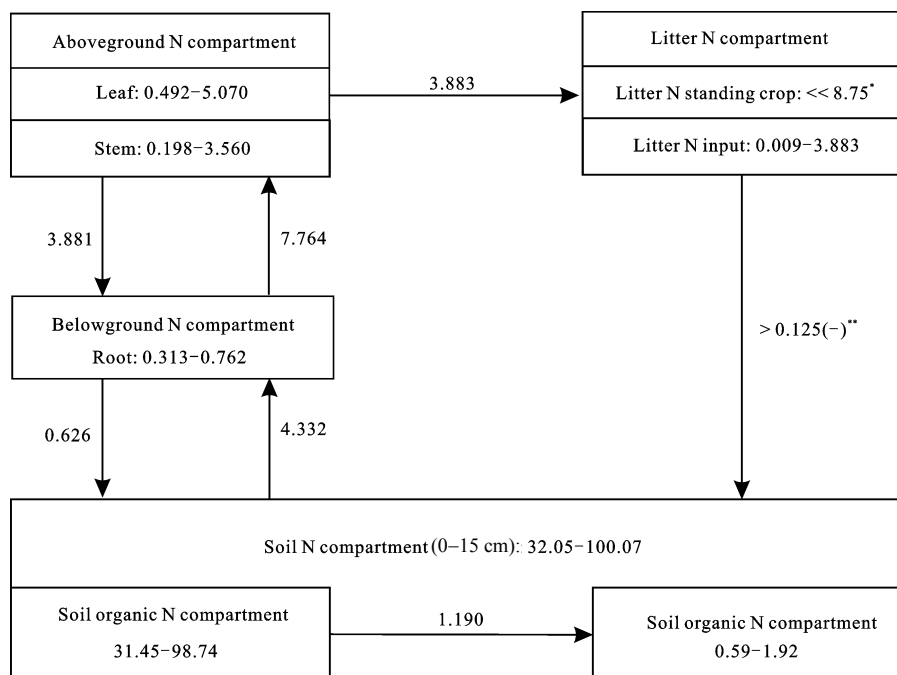 Aboveground N compartment
Leaf: 0.492−5.070
Stem: 0.198−3.560
3.883
Litter N compartment
Litter N standing crop: << 8.75*
Litter N input: 0.009−3.883
3.881
7.764
Belowground N compartment
Root: 0.313−0.762
> 0.125(−)**
0.626
4.332
Soil N compartment (0–15 cm): 32.05−100.07
Soil organic N compartment
31.45−98.74
1.190
Soil organic N compartment
0.59−1.92